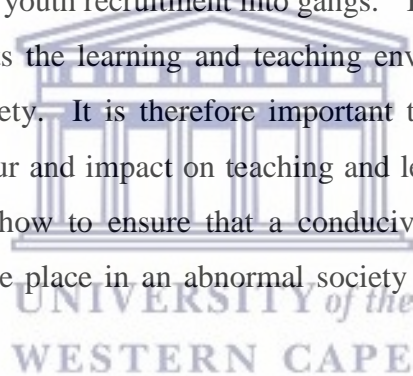 youth recruitment into gangs.
s the learning and teaching env
ety. It is therefore important t
ur and impact on teaching and le
how to ensure that a conduciv
e place in an abnormal society
UNIVERSITY of the
WESTERN CAPE